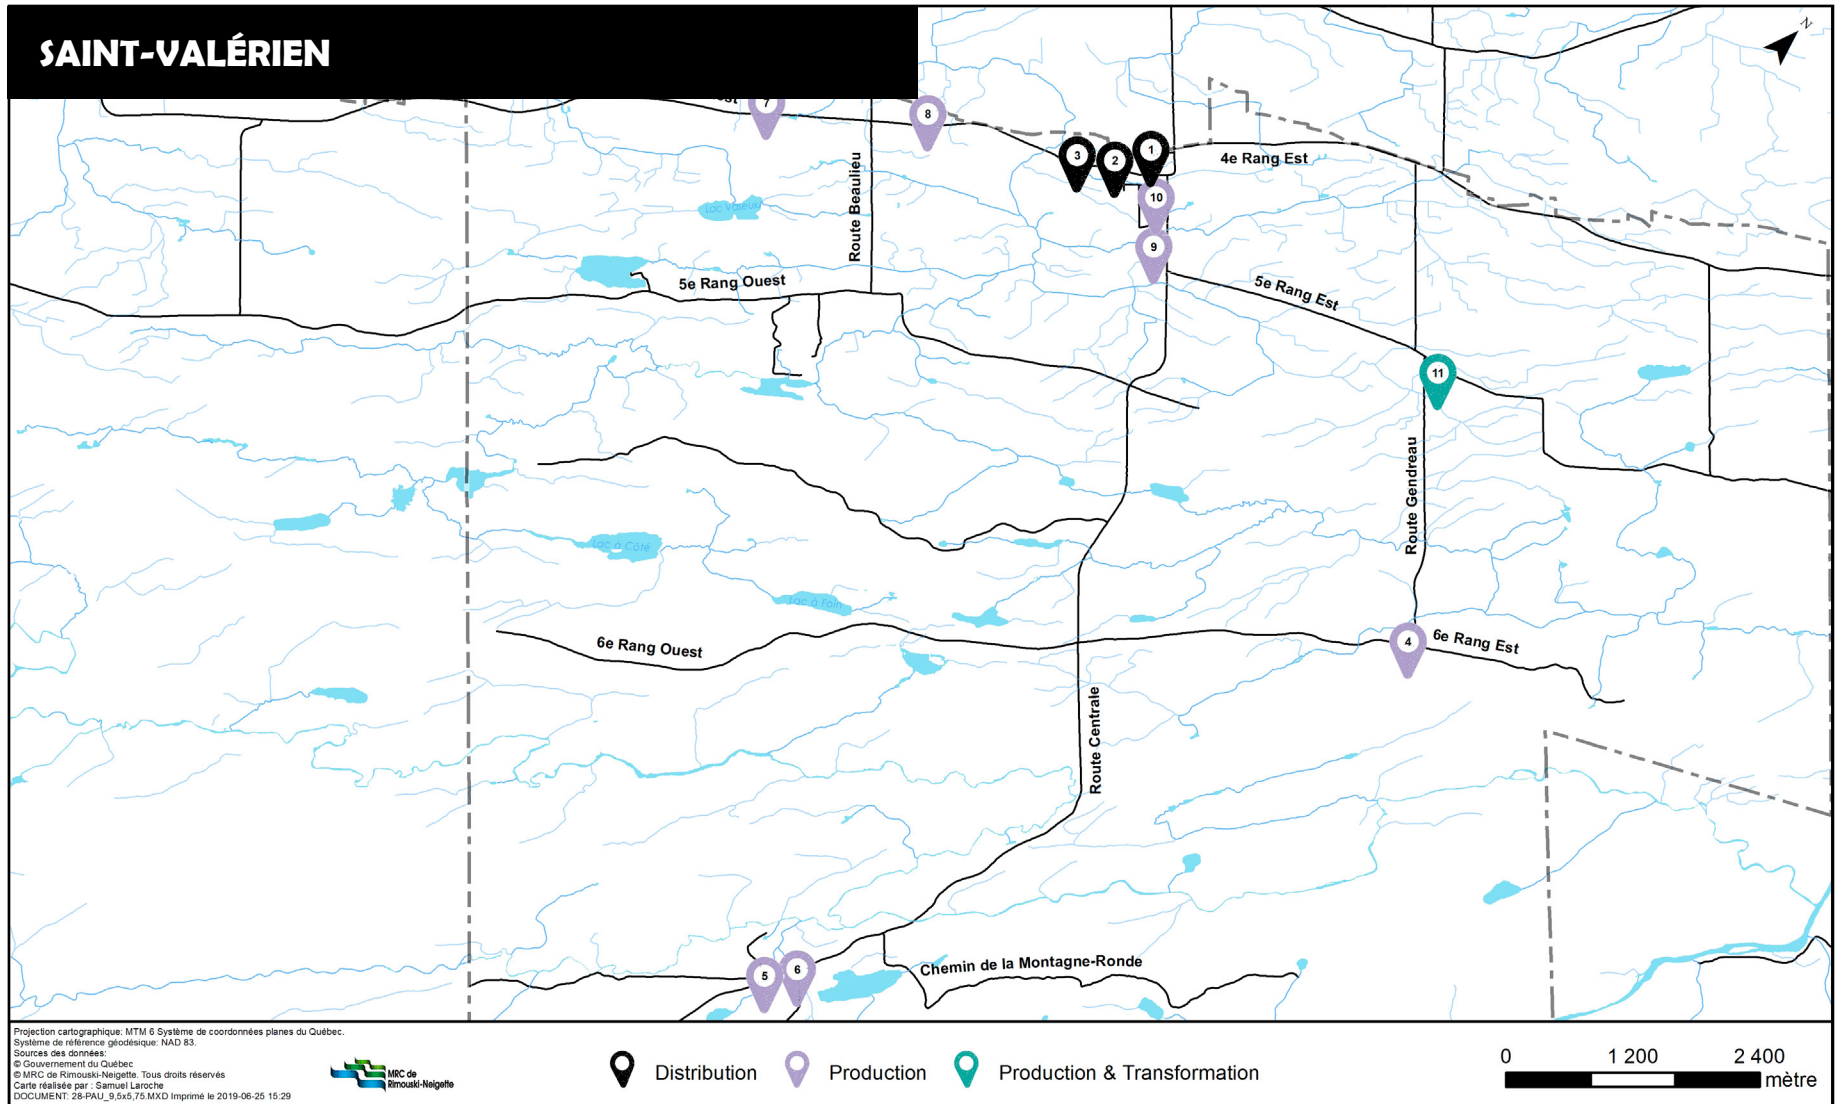 SAINT-VALÉRIEN
N
7
8
3
2
1
4e Rang Est
Route Beaulieu
10
Lac Vaseux
9
5e Rang Ouest
5e Rang Est
11
Route Gendreau
Lac à Côté
Lac à Foin
6e Rang Ouest
4
6e Rang Est
Route Centrale
Chemin de la Montagne-Ronde
5
6
Projection cartographique: MTM 6 Système de coordonnées planes du Québec.
Système de référence géodésique: NAD 83.
Sources des données:
© Gouvernement du Québec
© MRC de Rimouski-Neigette. Tous droits réservés
Carte réalisée par : Samuel Laroche
DOCUMENT: 28-PAU_9,5x5,75.MXD Imprimé le 2019-06-25 15:29
MRC de
Rimouski-Neigette
Distribution
Production
Production & Transformation
0 1 200 2 400
mètre